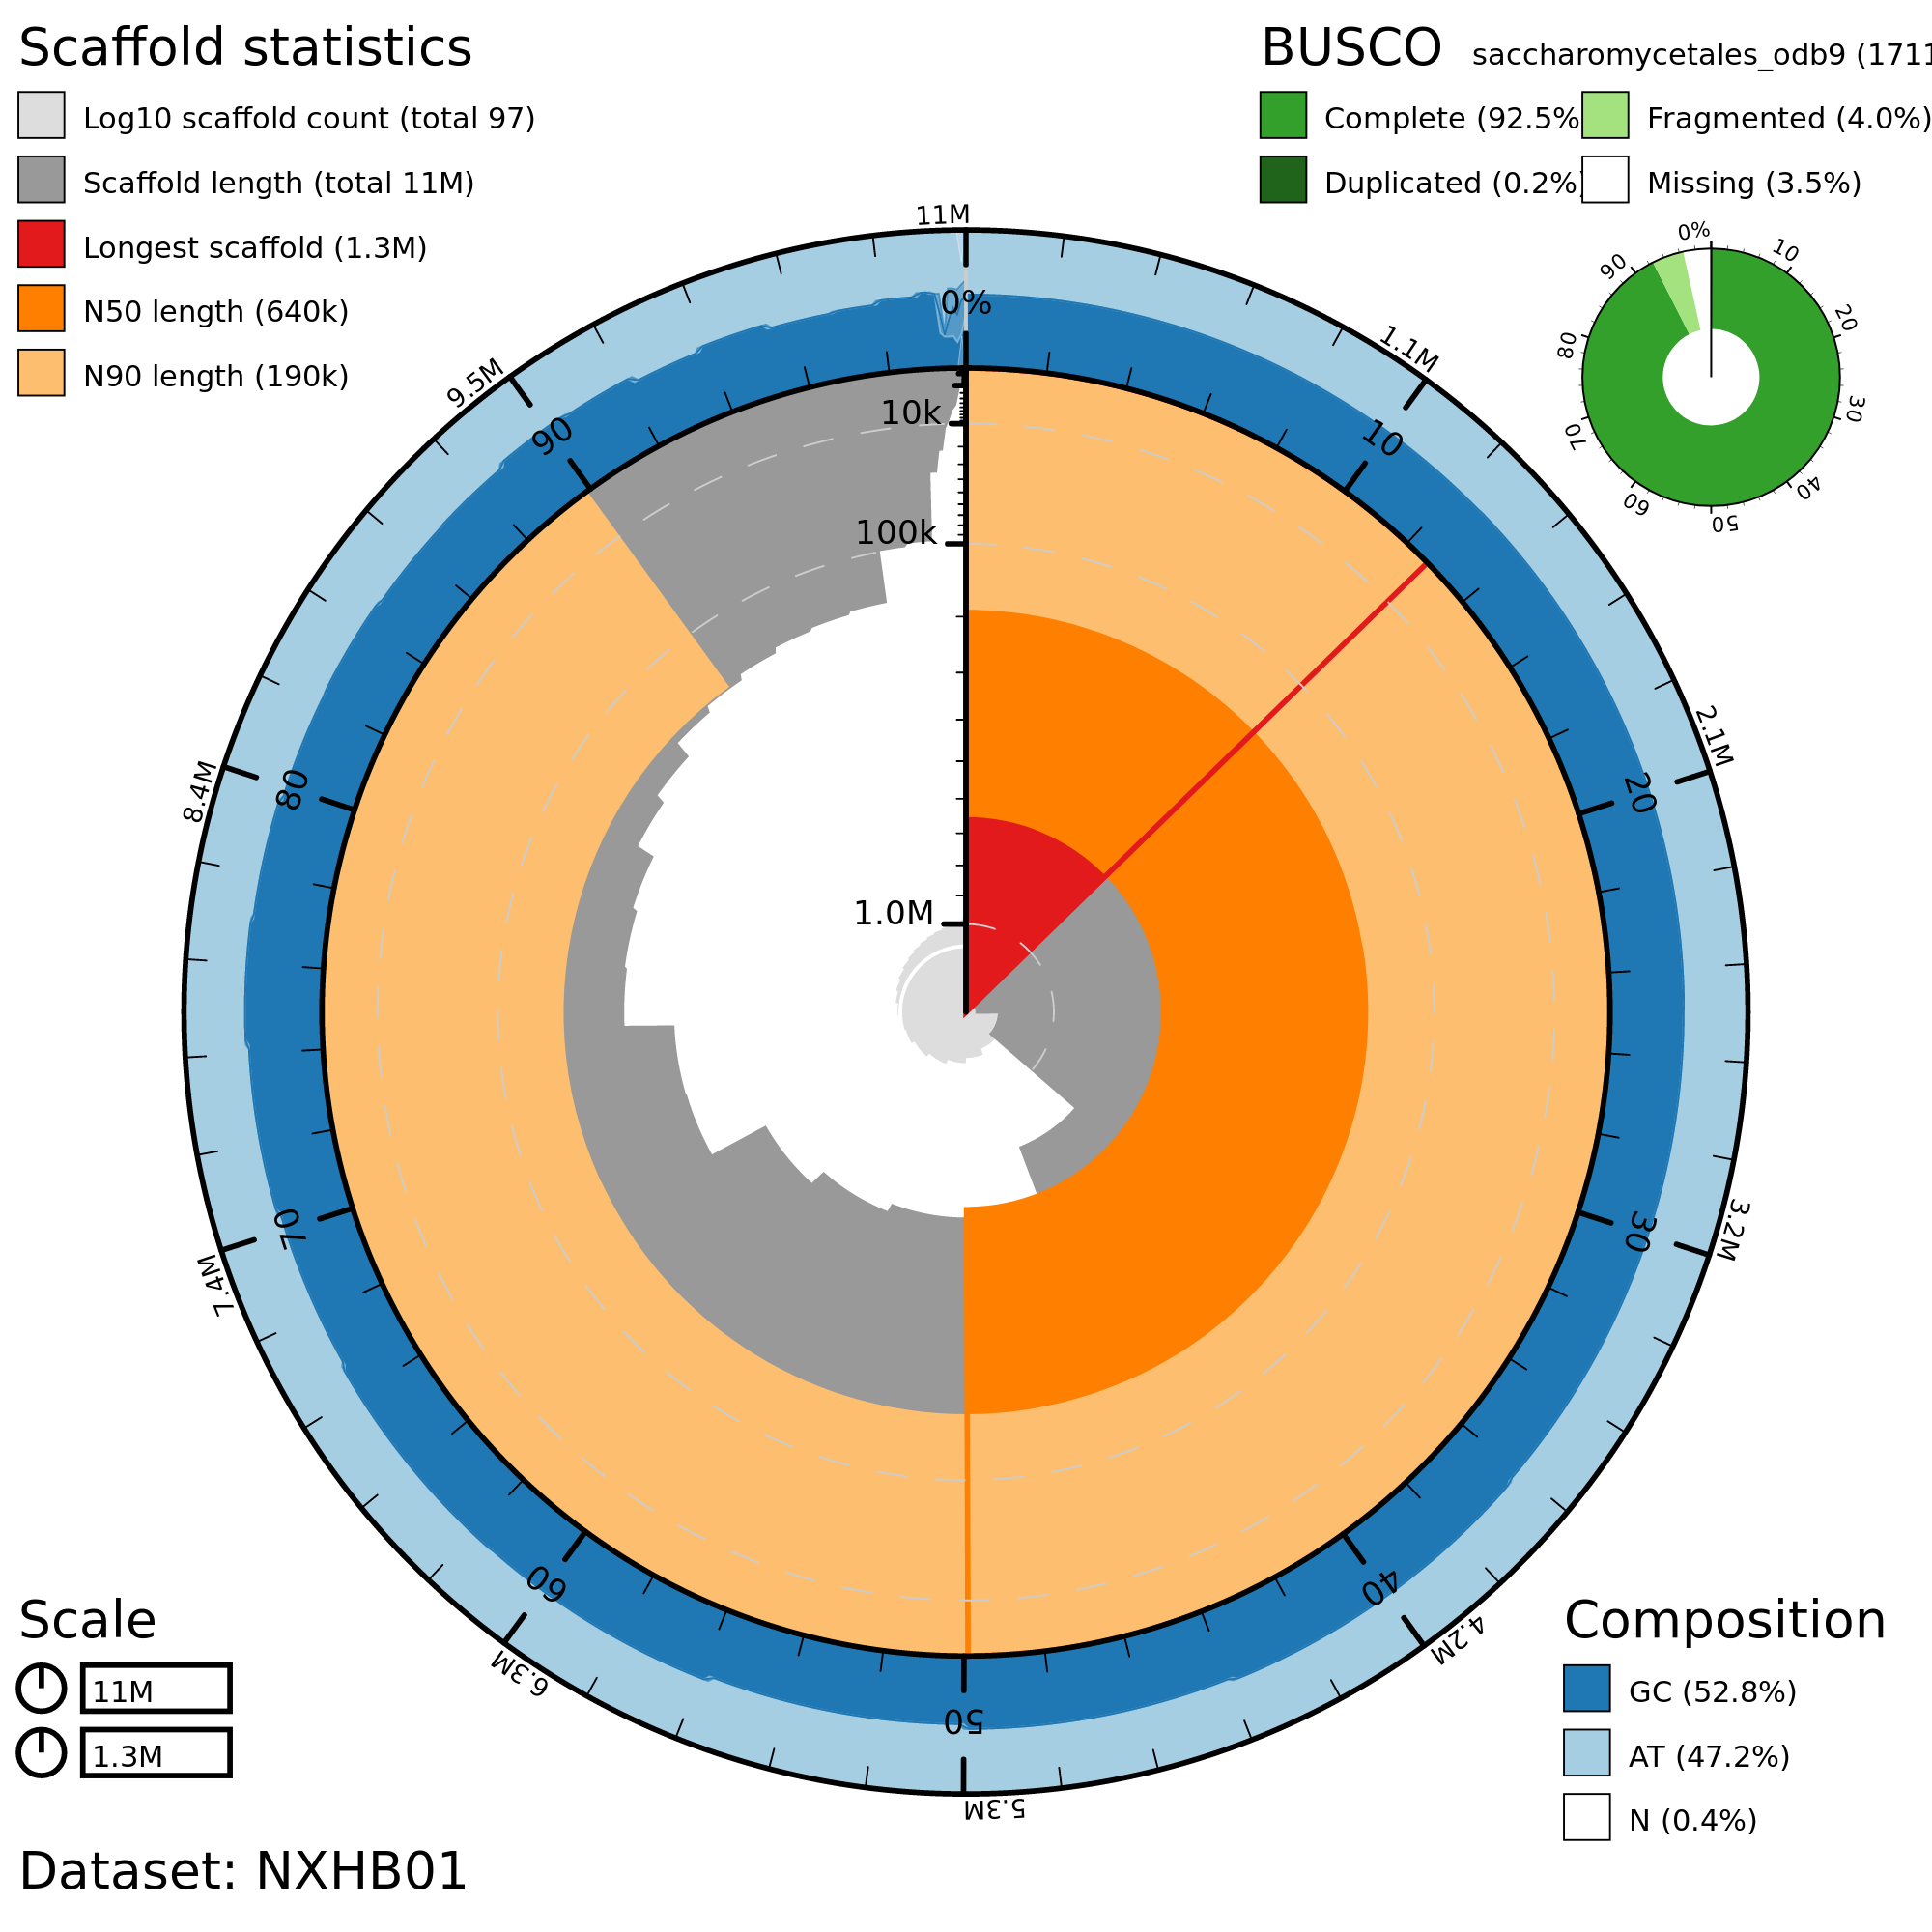 Scaffold statistics
Log10 scaffold count (total 97)
Scaffold length (total 11M)
Longest scaffold (1.3M)
N50 length (640k)
N90 length (190k)
BUSCO saccharomycetales_odb9 (1711
Complete (92.5%
Fragmented (4.0%)
Duplicated (0.2%)
Missing (3.5%)
0%
10
20
30
40
50
60
70
80
90
11M
1.1M
2.1M
3.2M
4.2M
5.3M
6.3M
7.4M
8.4M
9.5M
0%
10
20
30
40
50
60
70
80
90
10k
100k
1.0M
Scale
11M
1.3M
Composition
GC (52.8%)
AT (47.2%)
N (0.4%)
Dataset: NXHB01